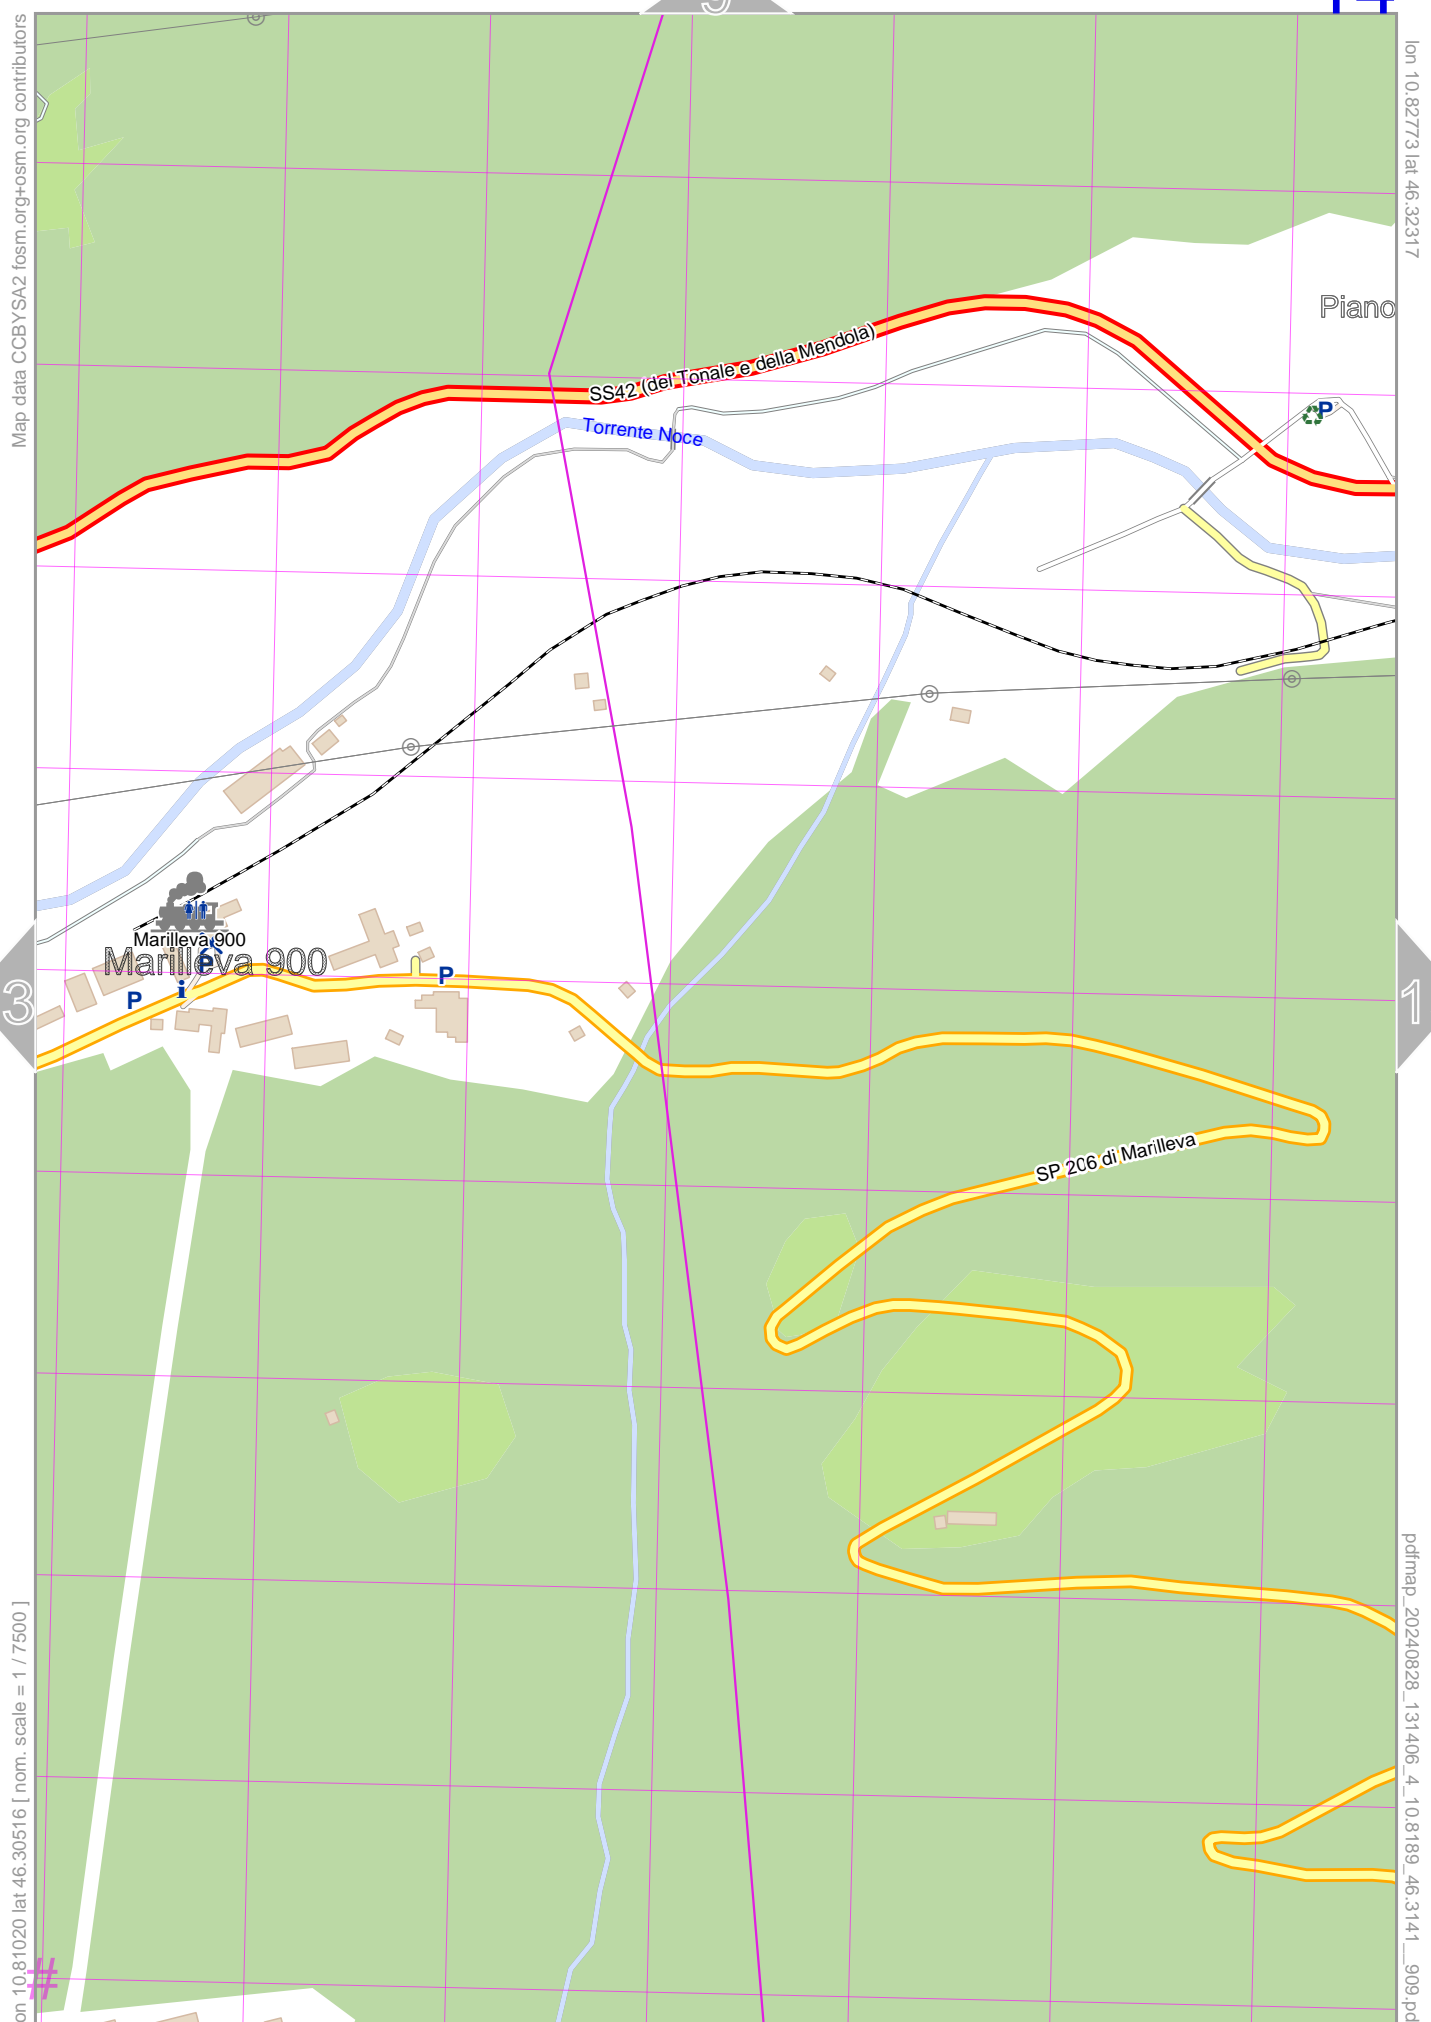 Map data CCBYSA2 fosm.org+osm.org contributors
lon 10.82773 lat 46.32317
Piano
SS42 (del Tonale e della Mendola)
Torrente Noce
P
Marilleva 900
Marilleva 900
P
P
P
i
3
1
SP 206 di Marilleva
on 10.81020 lat 46.30516 [ nom. scale = 1 / 7500 ]
pdfmap_20240828_131406_4_10.8189_46.3141__909.pd
#